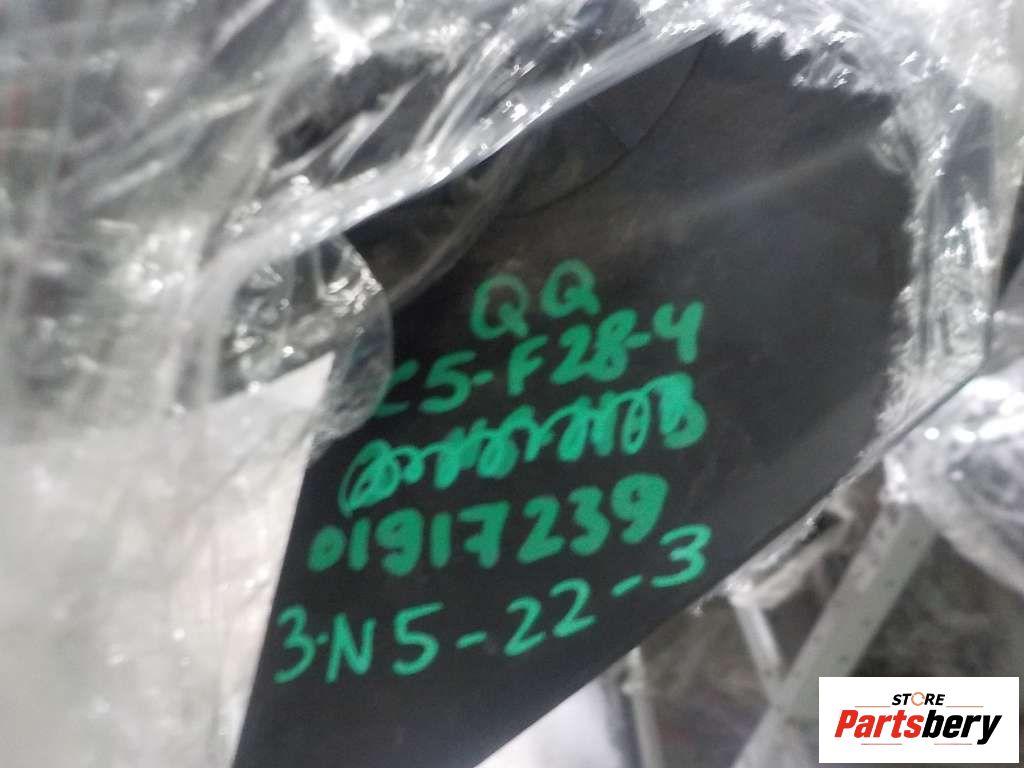 QQ
C5-F28-4
01917239
3-N5-22-3
STORE
Partsbery